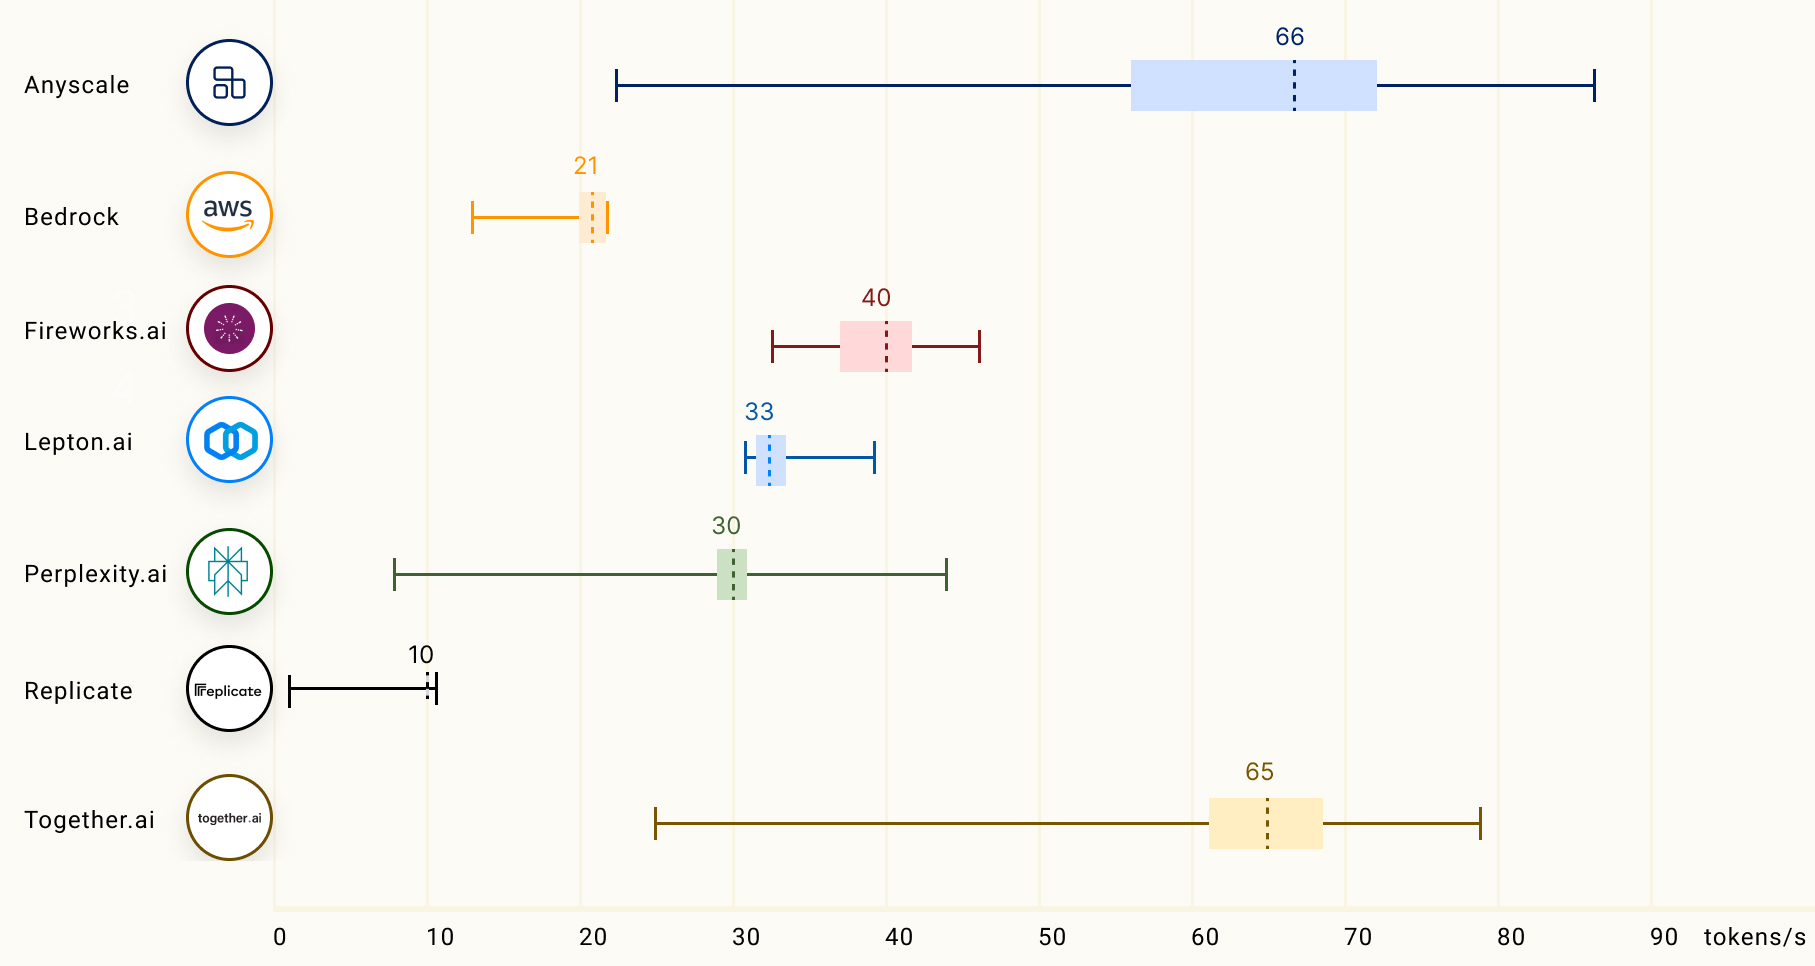 66
Anyscale
21
Bedrock
aws
40
Fireworks.ai
33
Lepton.ai
30
Perplexity.ai
10
Replicate
replicate
65
Together.ai
together.ai
0 10 20 30 40 50 60 70 80 90 tokens/s